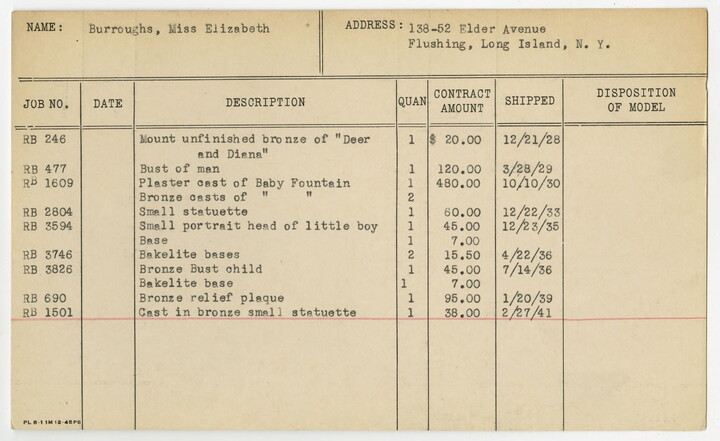 NAME: Burroughs, Miss Elizabeth ADDRESS: 138-52 Elder Avenue
Flushing, Long Island, N. Y.
JOB NO. DATE DESCRIPTION QUAN CONTRACT AMOUNT SHIPPED DISPOSITION OF MODEL
RB 246 Mount unfinished bronze of "Deer 1 $ 20.00 12/21/28
and Diana"
RB 477 Bust of man 1 120.00 3/28/29
RB 1609 Plaster cast of Baby Fountain 1 480.00 10/10/30
Bronze casts of " " 2
RB 2804 Small statuette 1 60.00 12/22/33
RB 3594 Small portrait head of little boy 1 45.00 12/23/35
Base 1 7.00
RB 3746 Bakelite bases 2 15.50 4/22/36
RB 3826 Bronze Bust child 1 45.00 7/14/36
Bakelite base 1 7.00
RB 690 Bronze relief plaque 1 95.00 1/20/39
RB 1501 Cast in bronze small statuette 1 38.00 2/27/41
PL 8-1 1M 12-45 PS